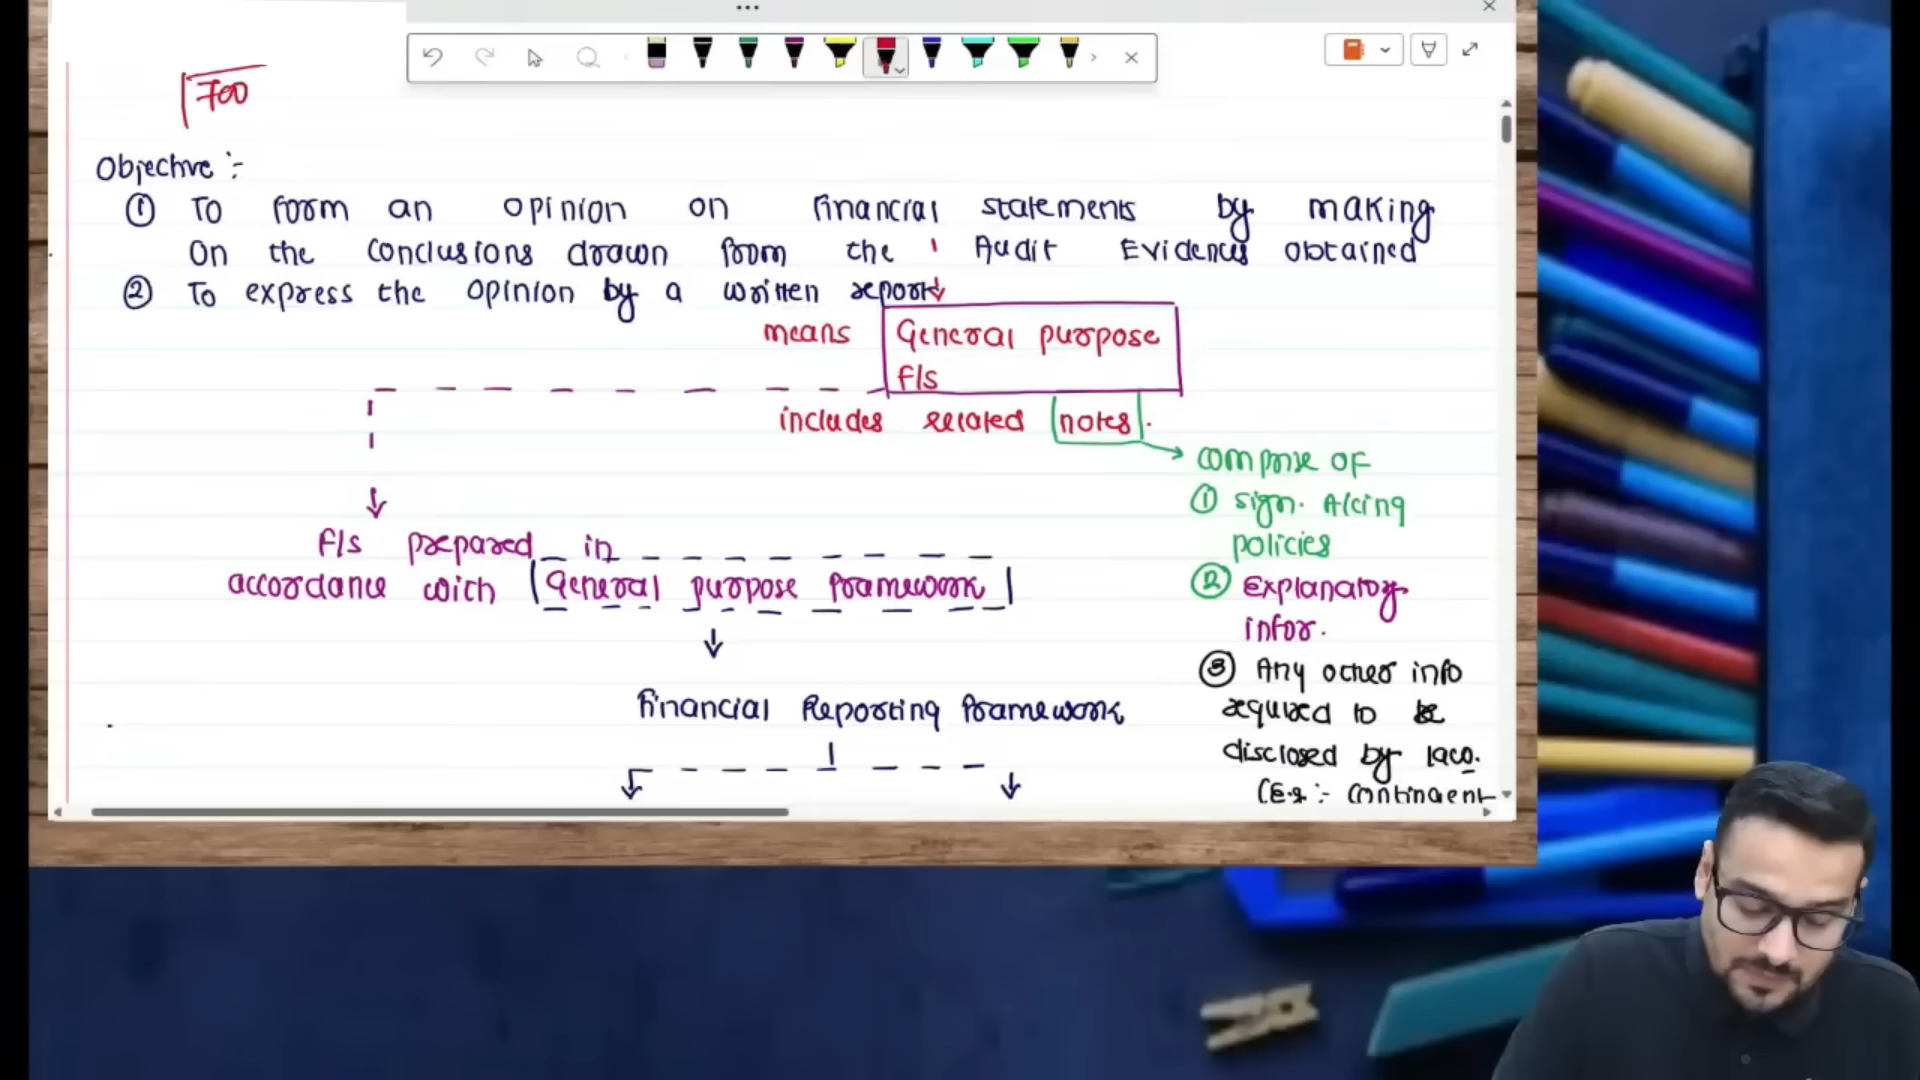 700
Objective :-
① To form an opinion on financial statements by making
On the conclusions drawn from the Audit Evidences obtained
② To express the opinion by a written report
means General purpose
F/s
includes related notes.
comprise of
① sign. A/cing
policies
F/s prepared in
accordance with General purpose framework
② Explanatory
infor.
③ Any other info
required to be
disclosed by law.
(Eg :- contingent
Financial Reporting framework